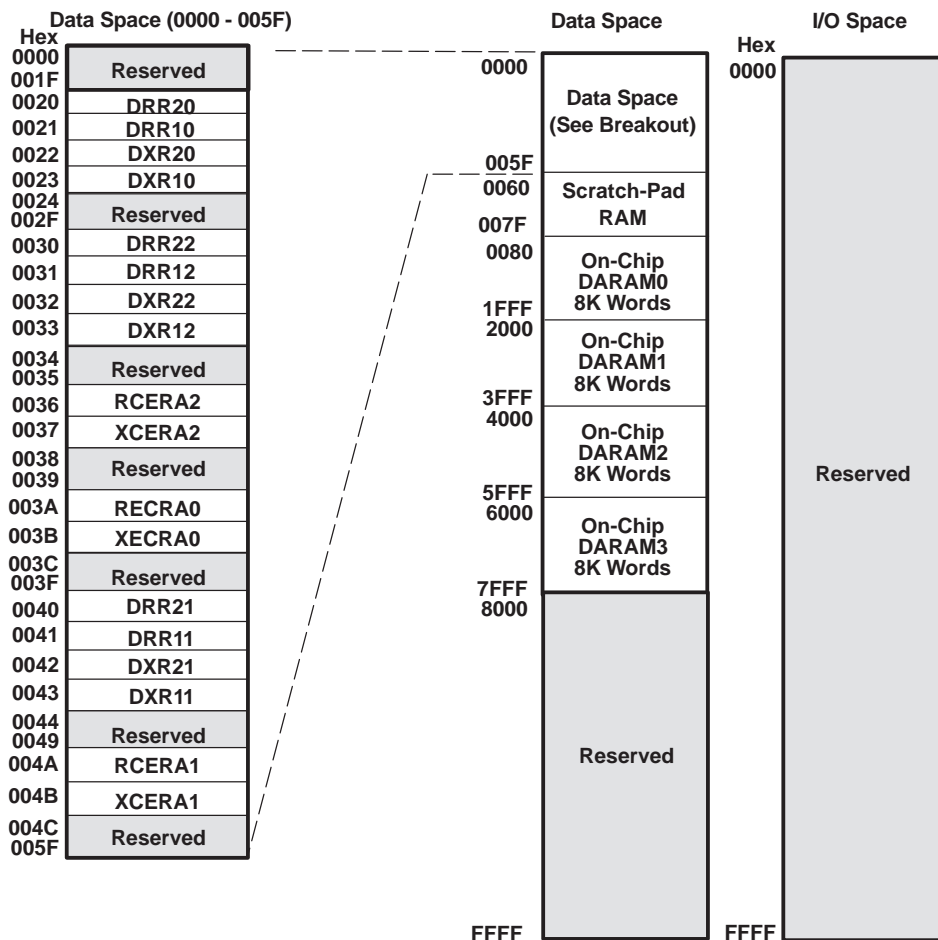 Data Space (0000 - 005F)
Hex
0000
001F
Reserved
0020
DRR20
0021
DRR10
0022
DXR20
0023
DXR10
0024
002F
Reserved
0030
DRR22
0031
DRR12
0032
DXR22
0033
DXR12
0034
0035
Reserved
0036
RCERA2
0037
XCERA2
0038
0039
Reserved
003A
RECRA0
003B
XECRA0
003C
003F
Reserved
0040
DRR21
0041
DRR11
0042
DXR21
0043
DXR11
0044
0049
Reserved
004A
RCERA1
004B
XCERA1
004C
005F
Reserved
Data Space
0000
Data Space
(See Breakout)
005F
0060
Scratch-Pad
RAM
007F
0080
On-Chip
DARAM0
8K Words
1FFF
2000
On-Chip
DARAM1
8K Words
3FFF
4000
On-Chip
DARAM2
8K Words
5FFF
6000
On-Chip
DARAM3
8K Words
7FFF
8000
Reserved
FFFF
I/O Space
Hex
0000
Reserved
FFFF